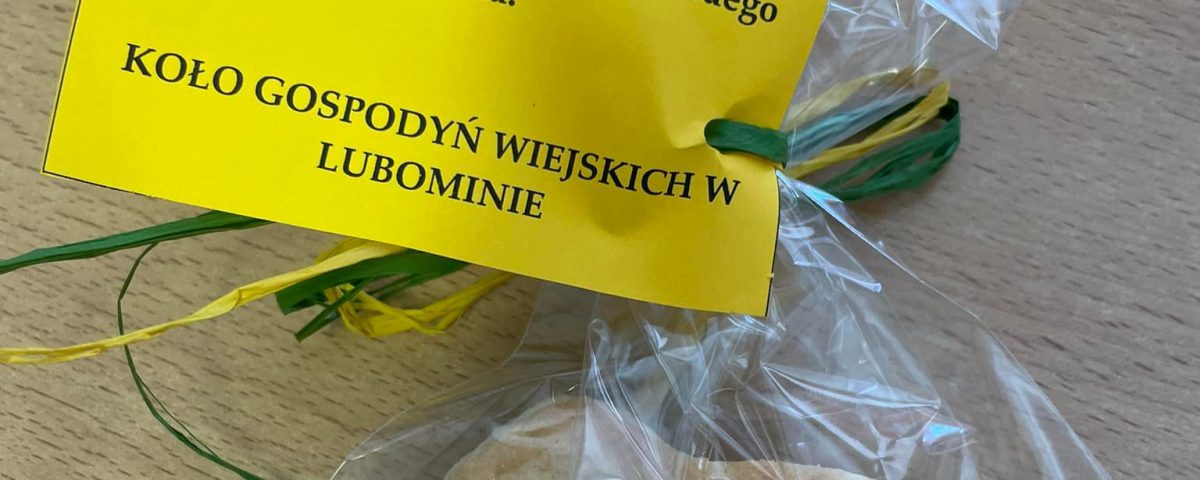 KOŁO GOSPODYŃ WIEJSKICH W
LUBOMINIE